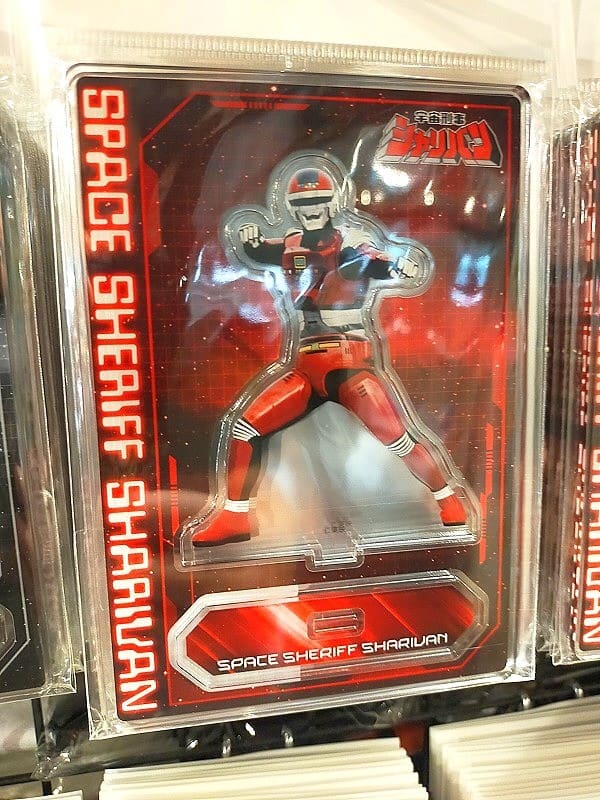 SPACE SHERIFF SHARIVAN
宇宙刑事
シャリバン
SPACE SHERIFF SHARIVAN